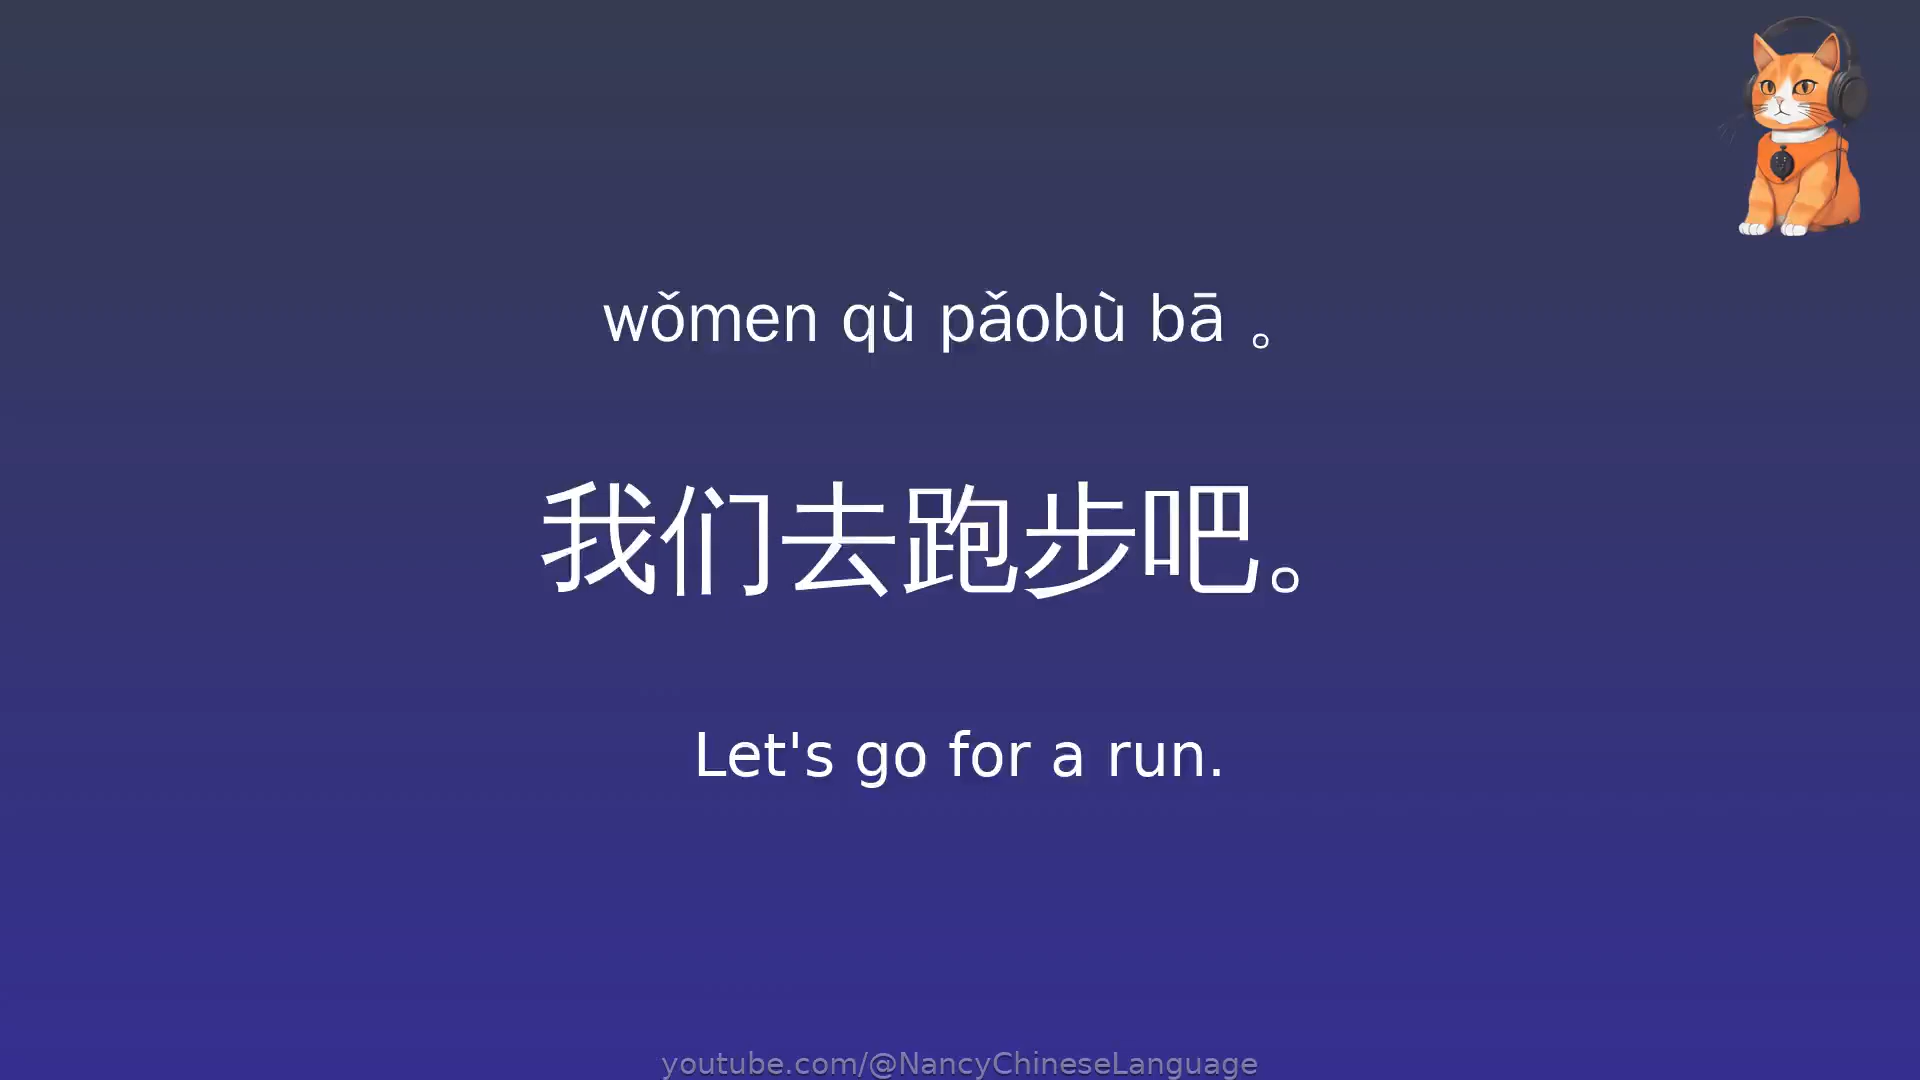 wǒmen qù pǎobù bā 。
我们去跑步吧。
Let's go for a run.
youtube.com/@NancyChineseLanguage